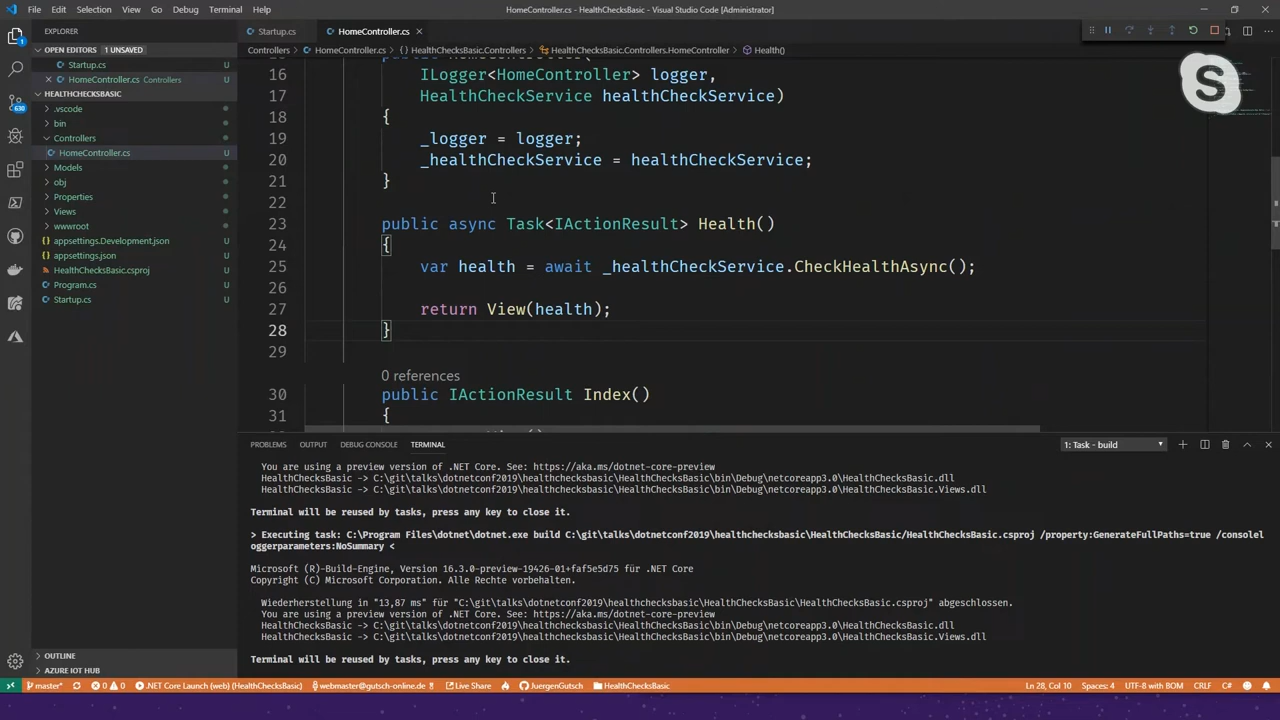 File Edit Selection View Go Debug Terminal Help
HomeController.cs - HealthChecksBasic - Visual Studio Code [Administrator]
EXPLORER
Startup.cs
HomeController.cs ×
OPEN EDITORS 1 UNSAVED
Startup.cs U
HomeController.cs Controllers U
HEALTHCHECKSBASIC
.vscode
bin
Controllers
HomeController.cs U
Models
obj
Properties
Views
wwwroot
appsettings.Development.json U
appsettings.json U
HealthChecksBasic.csproj U
Program.cs U
Startup.cs U
OUTLINE
AZURE IOT HUB
1
630
Controllers > HomeController.cs > {} HealthChecksBasic.Controllers > HealthChecksBasic.Controllers.HomeController > Health()
16 ILogger<HomeController> logger,
17 HealthCheckService healthCheckService)
18 {
19 _logger = logger;
20 _healthCheckService = healthCheckService;
21 }
22
23 public async Task<IActionResult> Health()
24 {
25 var health = await _healthCheckService.CheckHealthAsync();
26
27 return View(health);
28 }
29
0 references
30 public IActionResult Index()
31 {
S
PROBLEMS OUTPUT DEBUG CONSOLE TERMINAL
1: Task - build
You are using a preview version of .NET Core. See: https://aka.ms/dotnet-core-preview
HealthChecksBasic -> C:\git\talks\dotnetconf2019\healthchecksbasic\HealthChecksBasic\bin\Debug\netcoreapp3.0\HealthChecksBasic.dll
HealthChecksBasic -> C:\git\talks\dotnetconf2019\healthchecksbasic\HealthChecksBasic\bin\Debug\netcoreapp3.0\HealthChecksBasic.Views.dll
Terminal will be reused by tasks, press any key to close it.
> Executing task: C:\Program Files\dotnet\dotnet.exe build C:\git\talks\dotnetconf2019\healthchecksbasic\HealthChecksBasic/HealthChecksBasic.csproj /property:GenerateFullPaths=true /consolel
oggerparameters:NoSummary <
Microsoft (R)-Build-Engine, Version 16.3.0-preview-19426-01+faf5e5d75 für .NET Core
Copyright (C) Microsoft Corporation. Alle Rechte vorbehalten.
Wiederherstellung in "13,87 ms" für "C:\git\talks\dotnetconf2019\healthchecksbasic\HealthChecksBasic\HealthChecksBasic.csproj" abgeschlossen.
You are using a preview version of .NET Core. See: https://aka.ms/dotnet-core-preview
HealthChecksBasic -> C:\git\talks\dotnetconf2019\healthchecksbasic\HealthChecksBasic\bin\Debug\netcoreapp3.0\HealthChecksBasic.dll
HealthChecksBasic -> C:\git\talks\dotnetconf2019\healthchecksbasic\HealthChecksBasic\bin\Debug\netcoreapp3.0\HealthChecksBasic.Views.dll
Terminal will be reused by tasks, press any key to close it.
master* 0 0 .NET Core Launch (web) (HealthChecksBasic) webmaster@gutsch-online.de Live Share JuergenGutsch HealthChecksBasic Ln 28, Col 10 Spaces: 4 UTF-8 with BOM CRLF C#